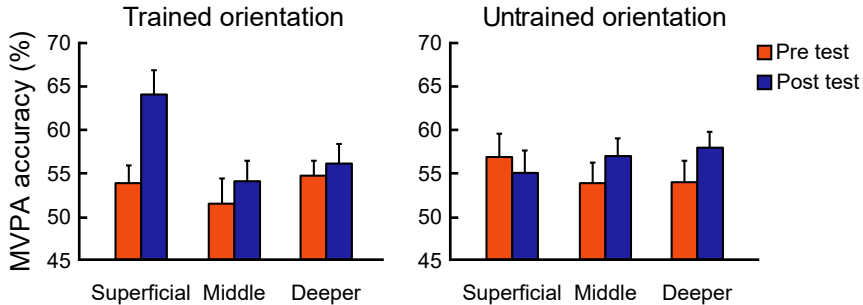 Trained orientation
Untrained orientation
MVPA accuracy (%)
70
65
60
55
50
45
Superficial Middle Deeper
70
65
60
55
50
45
Superficial Middle Deeper
Pre test
Post test